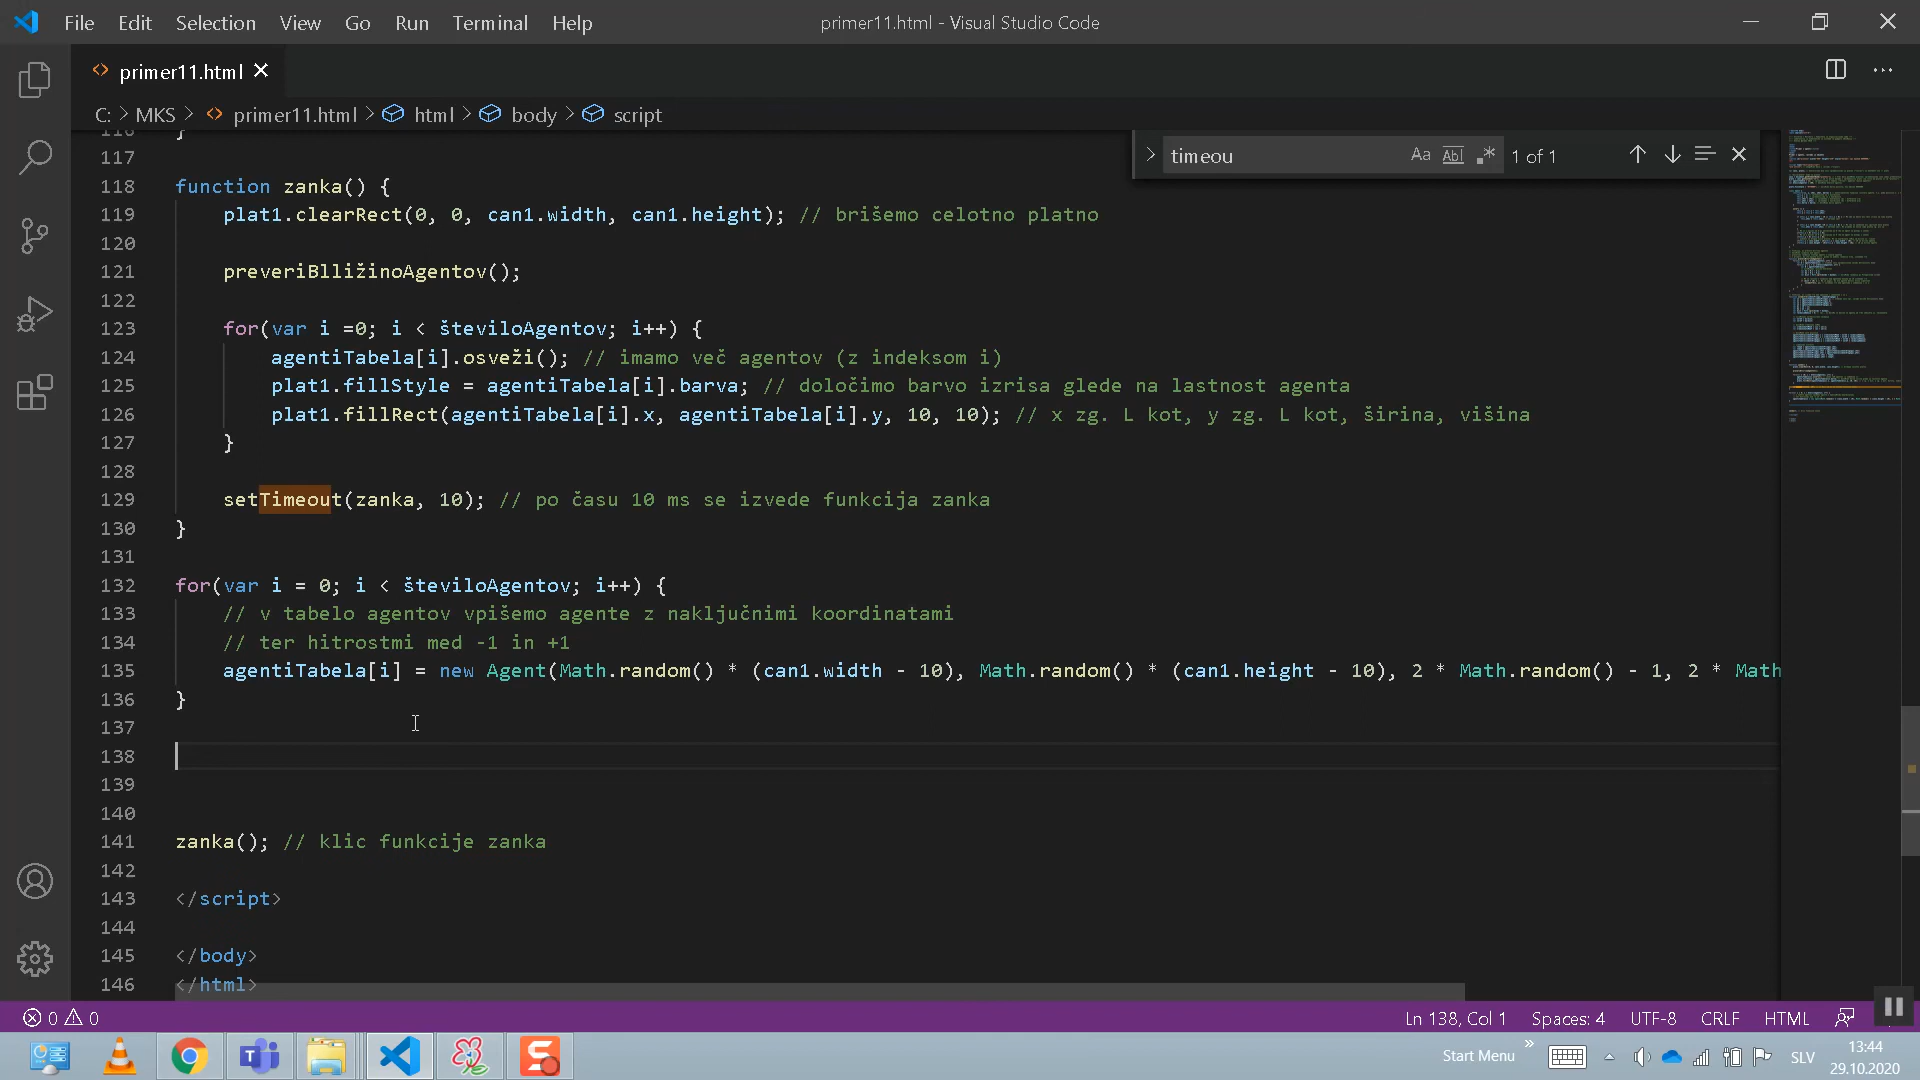 File Edit Selection View Go Run Terminal Help primer11.html - Visual Studio Code
primer11.html
C: > MKS > primer11.html > html > body > script
116 }
timeou Aa Abl .* 1 of 1
117
118 function zanka() {
119 plat1.clearRect(0, 0, can1.width, can1.height); // brišemo celotno platno
120
121 preveriBlližinoAgentov();
122
123 for(var i =0; i < številoAgentov; i++) {
124 agentiTabela[i].osveži(); // imamo več agentov (z indeksom i)
125 plat1.fillStyle = agentiTabela[i].barva; // določimo barvo izrisa glede na lastnost agenta
126 plat1.fillRect(agentiTabela[i].x, agentiTabela[i].y, 10, 10); // x zg. L kot, y zg. L kot, širina, višina
127 }
128
129 setTimeout(zanka, 10); // po času 10 ms se izvede funkcija zanka
130 }
131
132 for(var i = 0; i < številoAgentov; i++) {
133 // v tabelo agentov vpišemo agente z naključnimi koordinatami
134 // ter hitrostmi med -1 in +1
135 agentiTabela[i] = new Agent(Math.random() * (can1.width - 10), Math.random() * (can1.height - 10), 2 * Math.random() - 1, 2 * Math
136 }
137
138
139
140
141 zanka(); // klic funkcije zanka
142
143 </script>
144
145 </body>
146 </html>
0 0 Ln 138, Col 1 Spaces: 4 UTF-8 CRLF HTML
Start Menu » SLV 13:44
29.10.2020